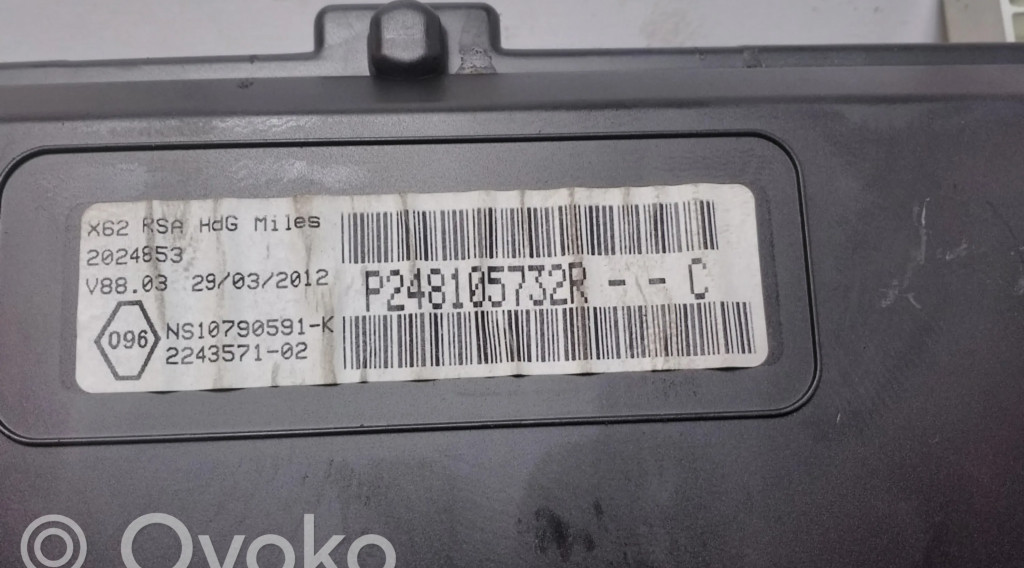 X62 RSA HdG Miles
2024853
V88.03 29/03/2012
096
NS10790591-K
2243571-02
P248105732R - - C
© Ovoko